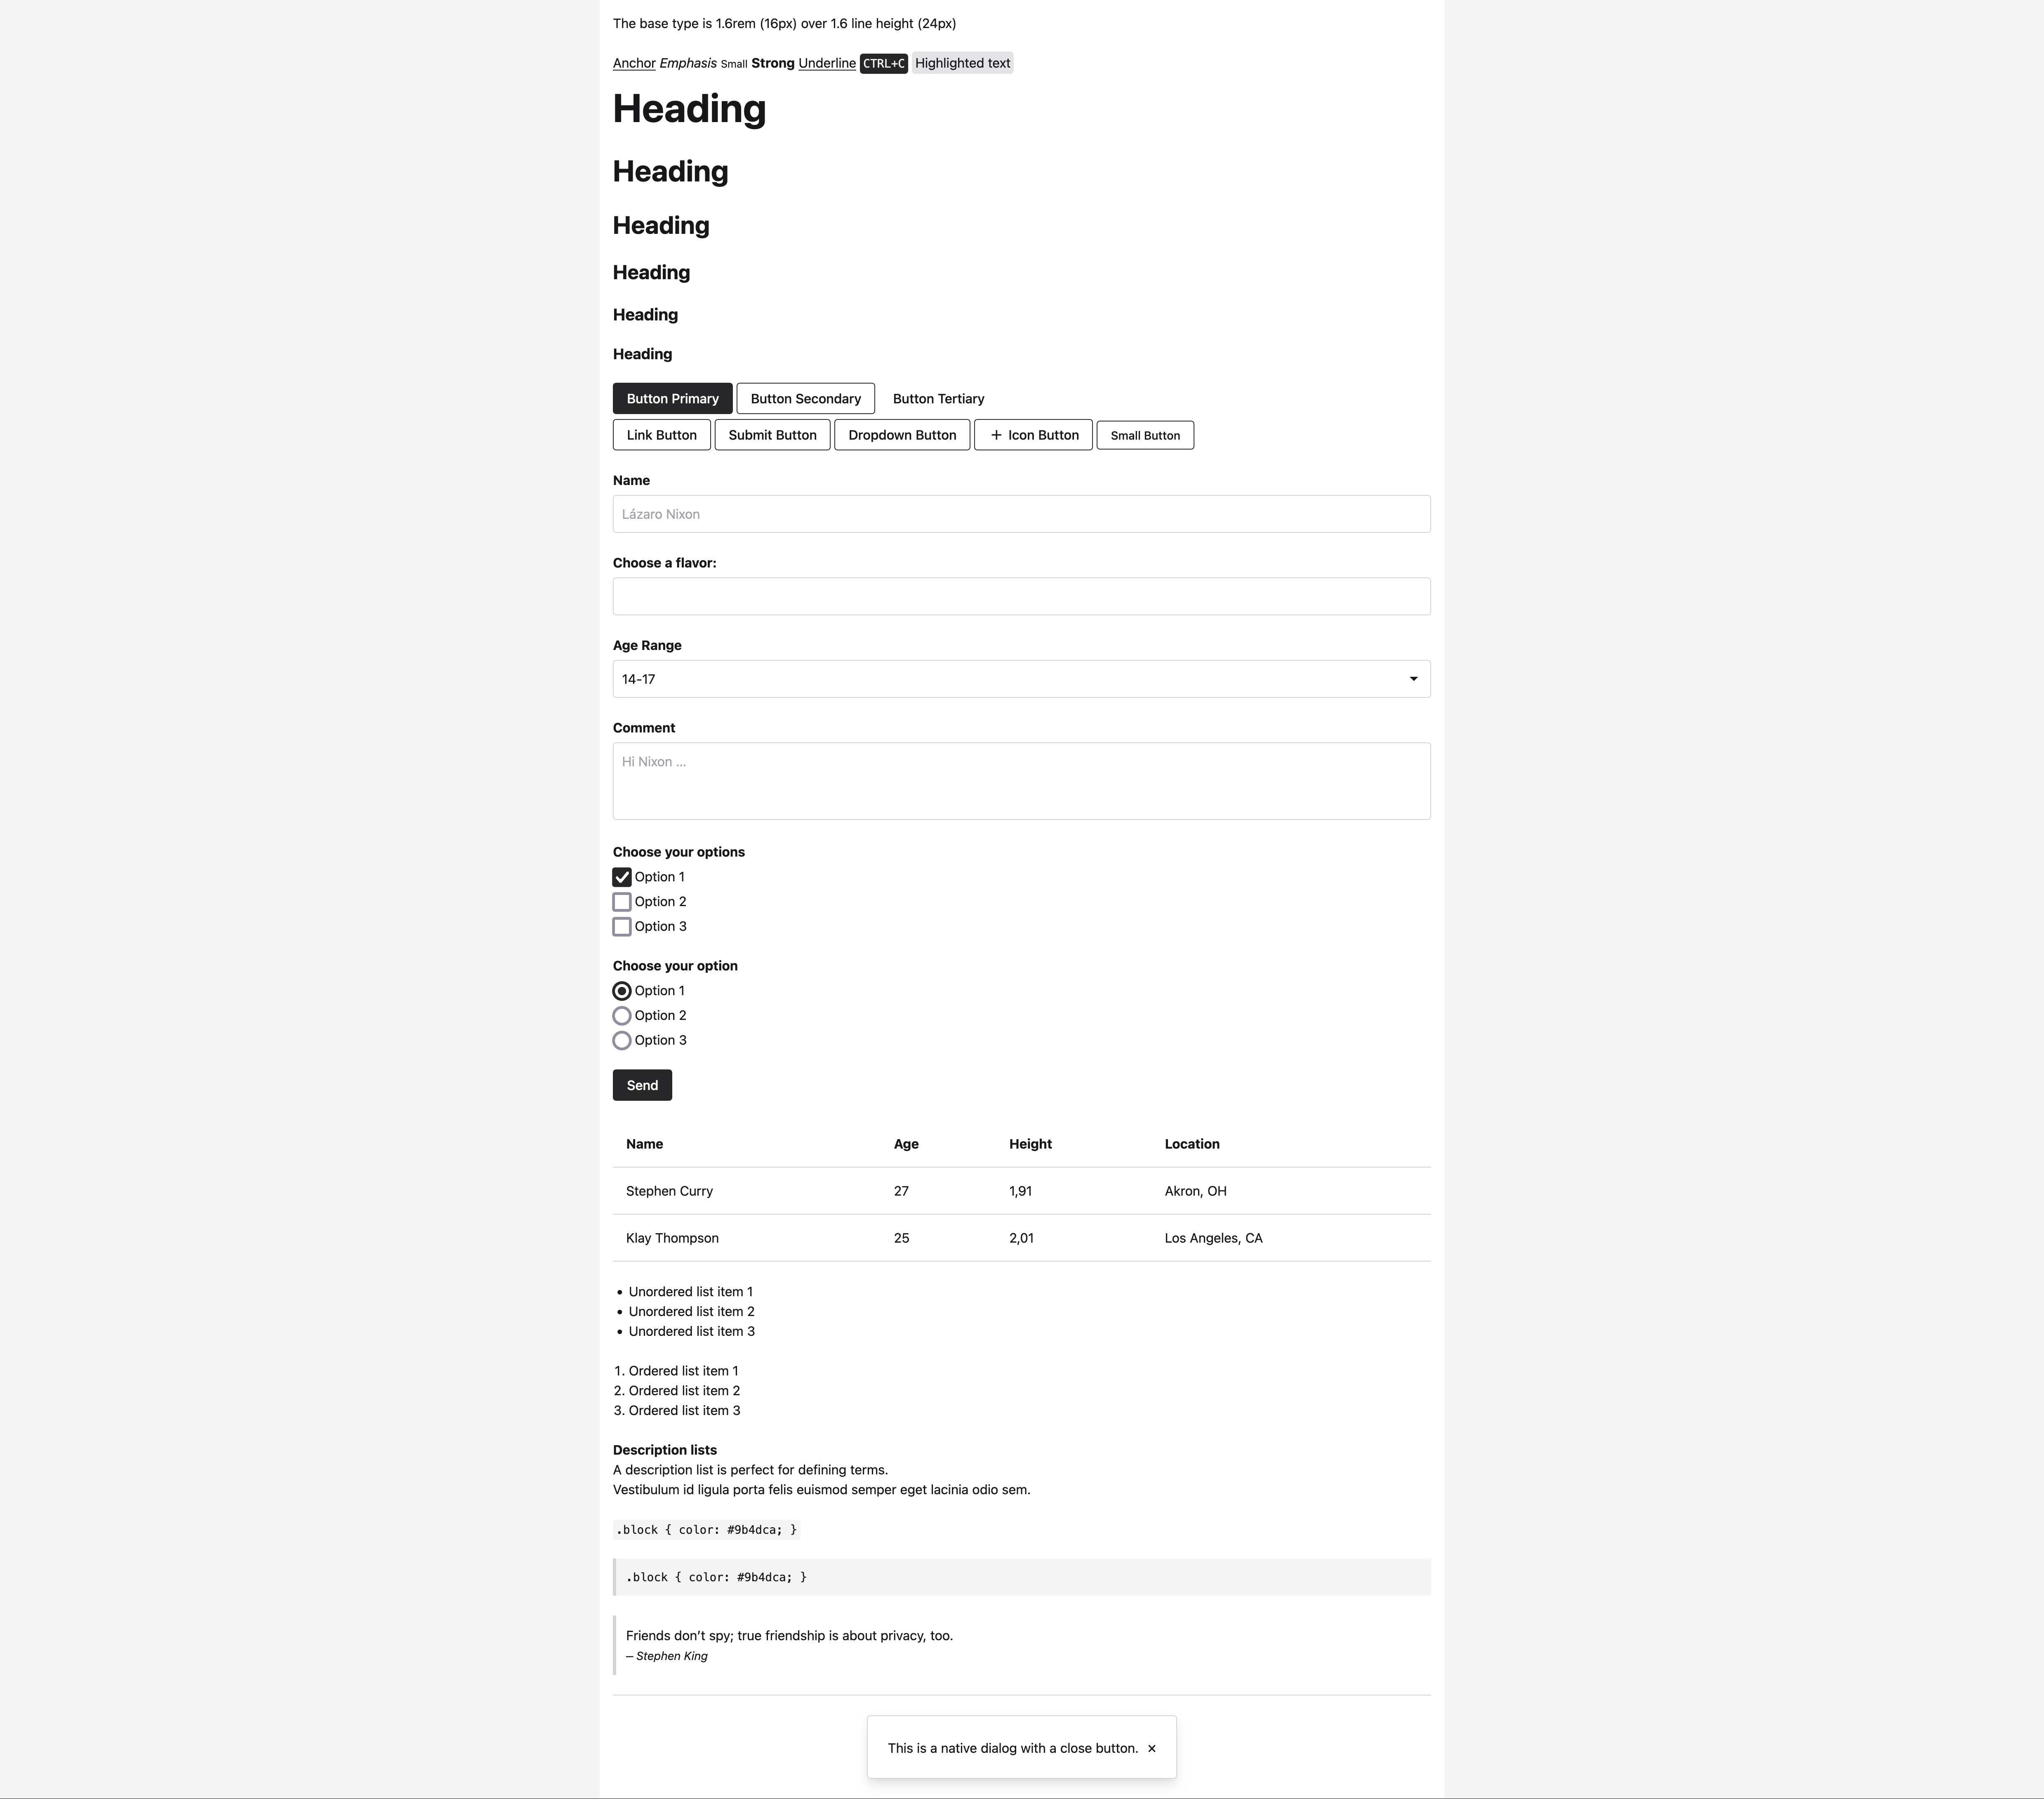 The base type is 1.6rem (16px) over 1.6 line height (24px)
Anchor Emphasis Small Strong Underline CTRL+C Highlighted text
Heading
Heading
Heading
Heading
Heading
Heading
Button Primary Button Secondary Button Tertiary
Link Button Submit Button Dropdown Button + Icon Button Small Button
Name
Lázaro Nixon
Choose a flavor:
Age Range
14-17
Comment
Hi Nixon ...
Choose your options
Option 1
Option 2
Option 3
Choose your option
Option 1
Option 2
Option 3
Send
Name Age Height Location
Stephen Curry 27 1,91 Akron, OH
Klay Thompson 25 2,01 Los Angeles, CA
• Unordered list item 1
• Unordered list item 2
• Unordered list item 3
1. Ordered list item 1
2. Ordered list item 2
3. Ordered list item 3
Description lists
A description list is perfect for defining terms.
Vestibulum id ligula porta felis euismod semper eget lacinia odio sem.
.block { color: #9b4dca; }
.block { color: #9b4dca; }
Friends don’t spy; true friendship is about privacy, too.
– Stephen King
This is a native dialog with a close button. ×